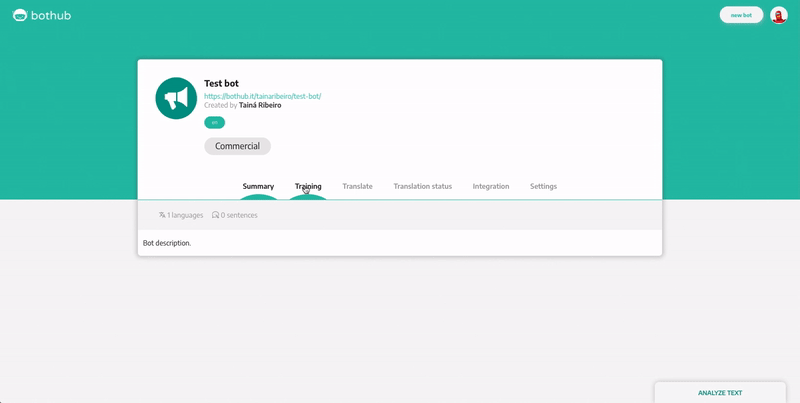 bothub
new bot
Test bot
https://bothub.it/tainaribeiro/test-bot/
Created by Tainá Ribeiro
en
Commercial
Summary Training Translate Translation status Integration Settings
1 languages 0 sentences
Bot description.
ANALYZE TEXT